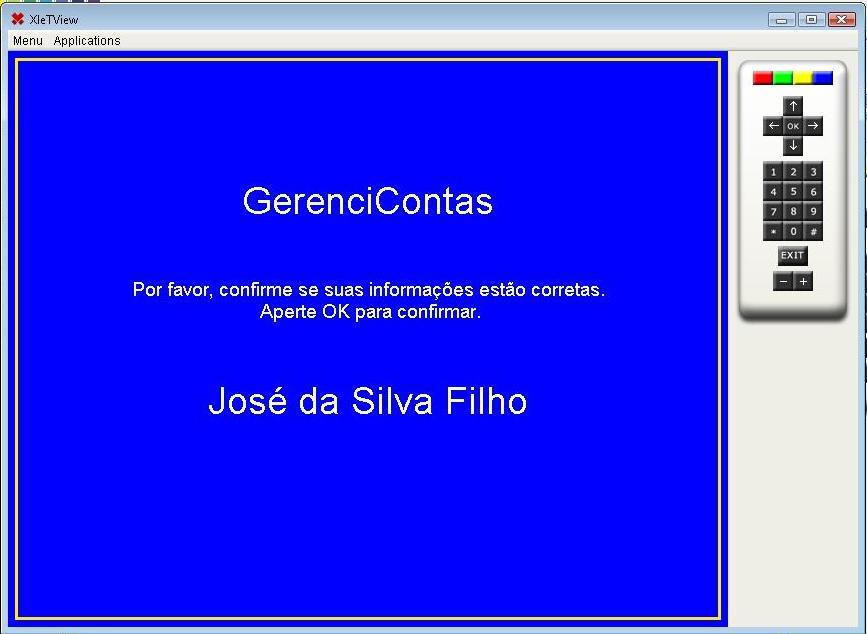 XleTView
Menu Applications
GerenciContas
Por favor, confirme se suas informações estão corretas.
Aperte OK para confirmar.
José da Silva Filho
OK
1 2 3
4 5 6
7 8 9
* 0 #
EXIT
− +